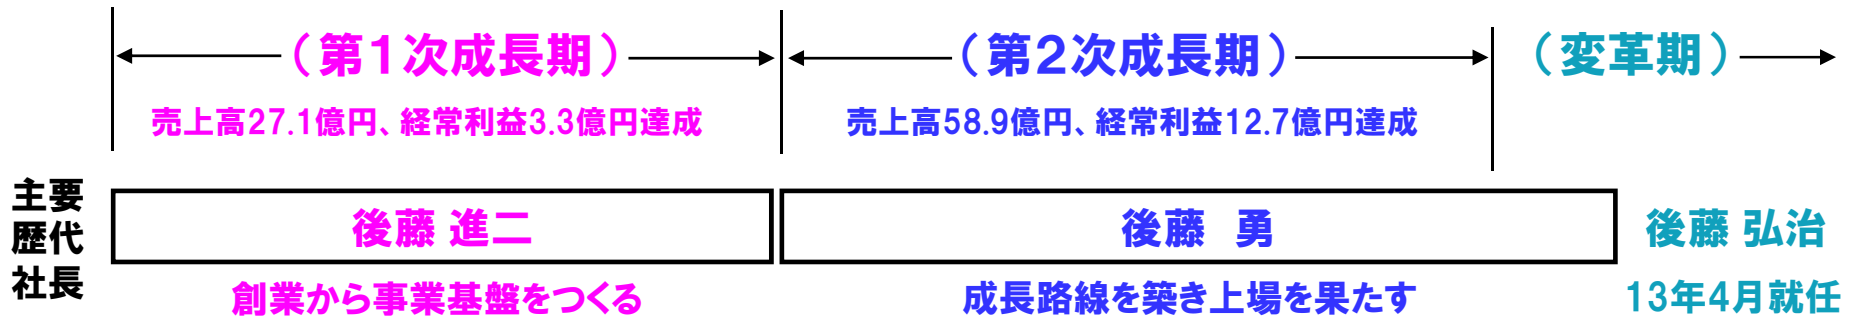 （第１次成長期）
（第２次成長期）
（変革期）
売上高27.1億円、経常利益3.3億円達成
売上高58.9億円、経常利益12.7億円達成
主要
歴代
社長
後藤 進二
後藤 勇
後藤 弘治
創業から事業基盤をつくる
成長路線を築き上場を果たす
13年4月就任